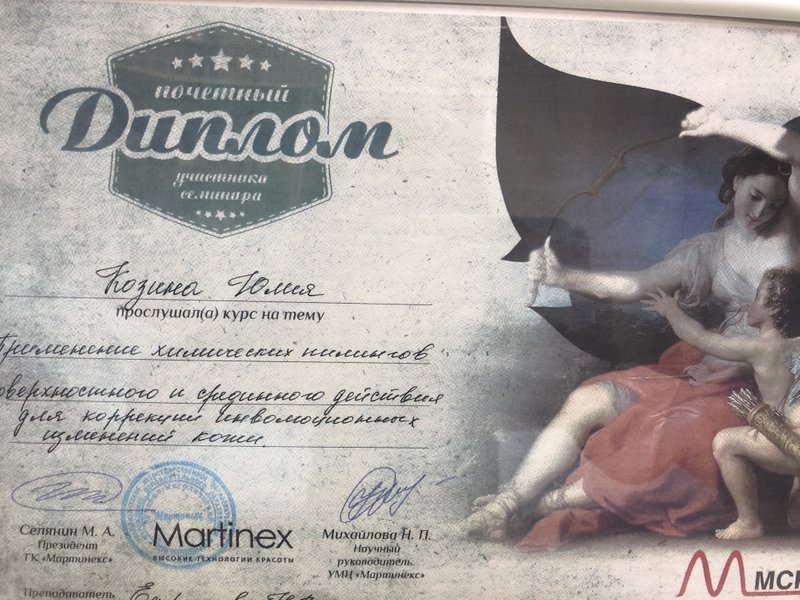 почетный
Диплом
участника
семинара
Козина Юлия
прослушал(а) курс на тему
Применение химических пилингов
поверхностного и срединного действия
для коррекции инволюционных
изменений кожи
Селянин М. А.
Президент
ГК «Мартинекс»
Martinex
ВЫСОКИЕ ТЕХНОЛОГИИ КРАСОТЫ
Михайлова Н. П.
Научный
руководитель
УМЦ «Мартинекс»
Преподаватель